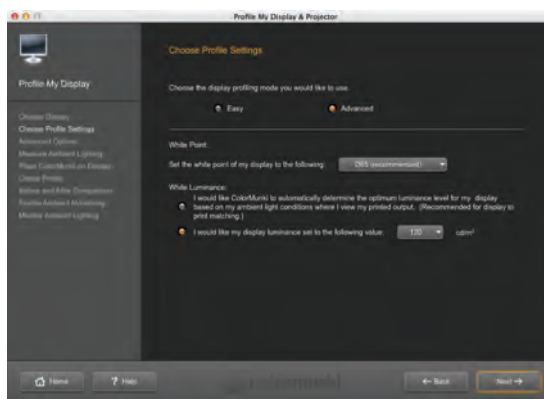 Profile My Display & Projector
Profile My Display
Choose Display
Choose Profile Settings
Advanced Options
Measure Ambient Lighting
Place ColorMunki on Display
Create Profile
Before and After Comparison
Enable Ambient Monitoring
Monitor Ambient Lighting
Choose Profile Settings
Choose the display profiling mode you would like to use.
Easy
Advanced
White Point:
Set the white point of my display to the following:
D65 (recommended)
White Luminance:
I would like ColorMunki to automatically determine the optimum luminance level for my display
based on my ambient light conditions where I view my printed output. (Recommended for display to
print matching.)
I would like my display luminance set to the following value:
120
cd/m²
Home
? Help
colormunki
← Back
Next →